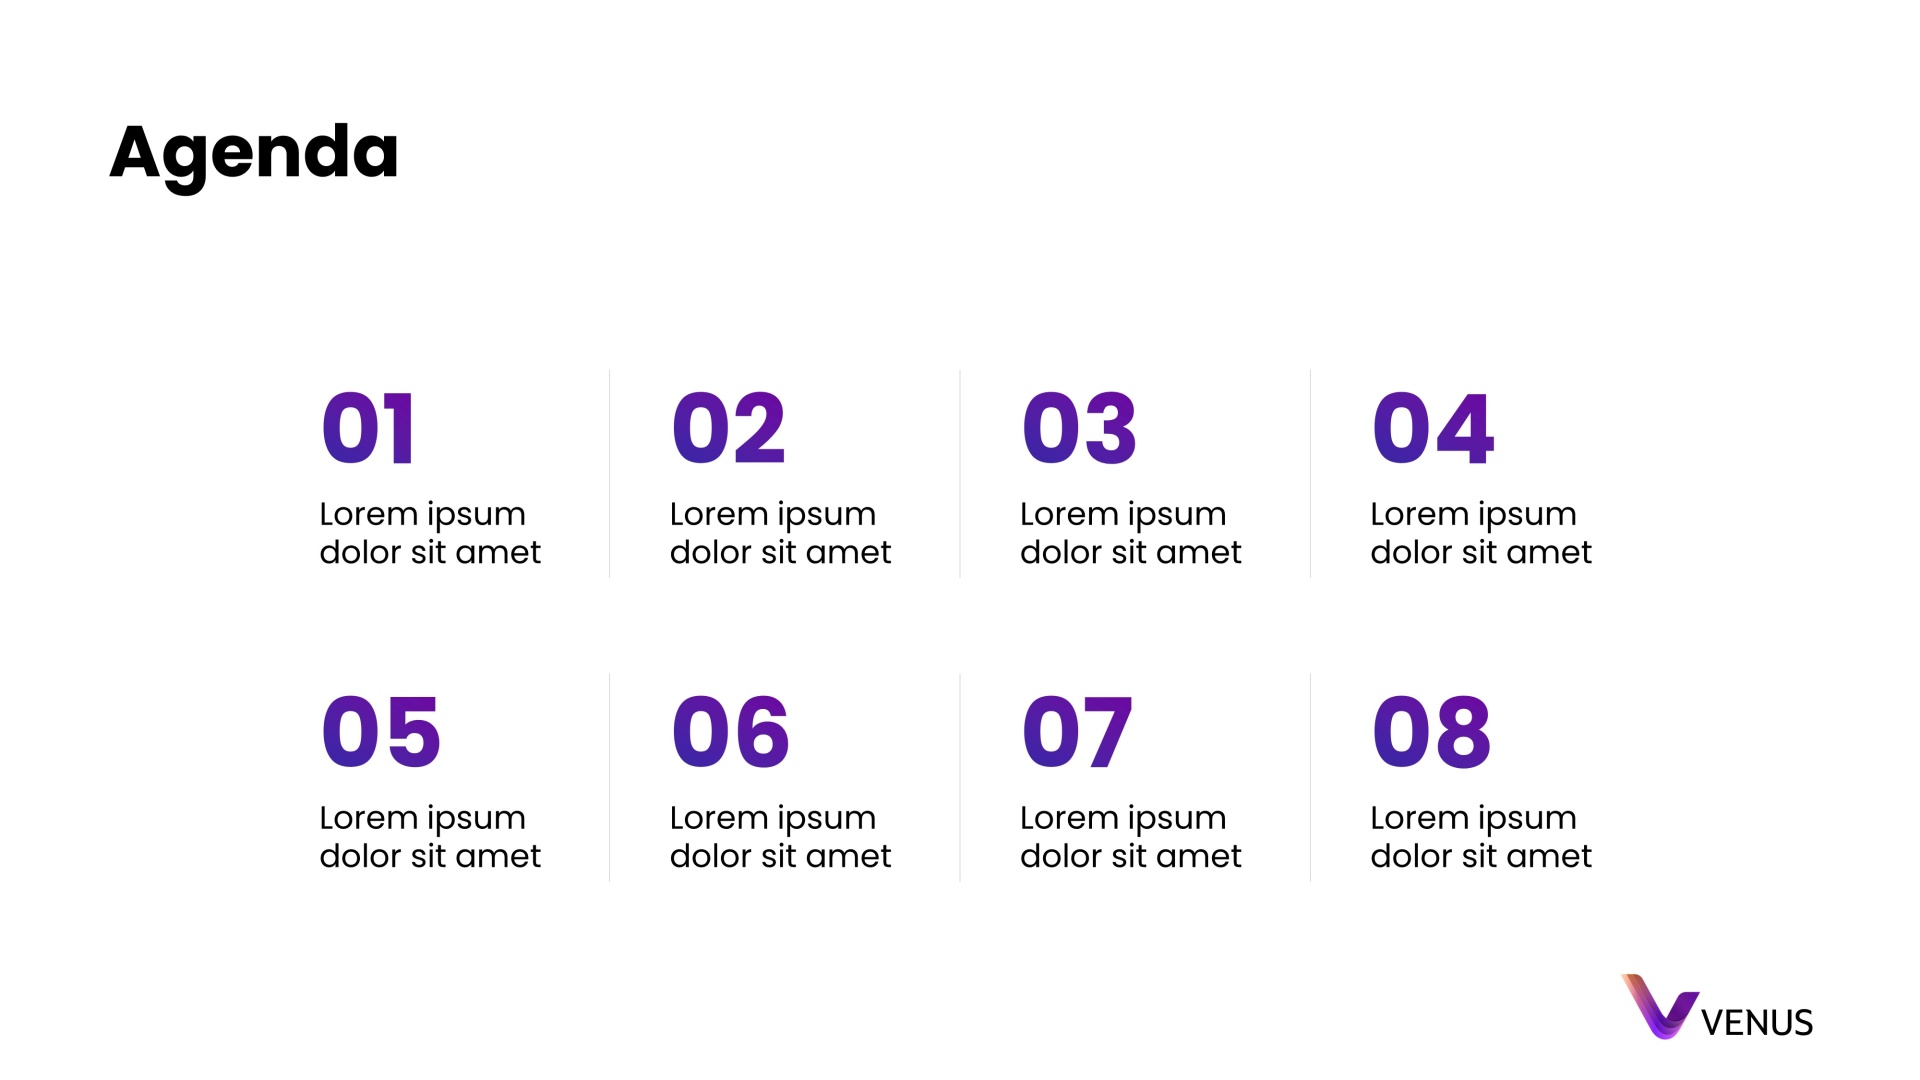 Agenda
01
Lorem ipsum
dolor sit amet
02
Lorem ipsum
dolor sit amet
03
Lorem ipsum
dolor sit amet
04
Lorem ipsum
dolor sit amet
05
Lorem ipsum
dolor sit amet
06
Lorem ipsum
dolor sit amet
07
Lorem ipsum
dolor sit amet
08
Lorem ipsum
dolor sit amet
VENUS